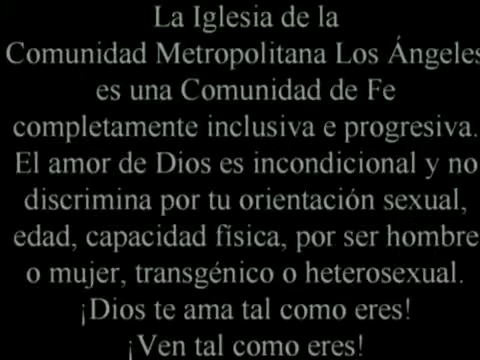 La Iglesia de la
Comunidad Metropolitana Los Ángeles
es una Comunidad de Fe
completamente inclusiva e progresiva.
El amor de Dios es incondicional y no
discrimina por tu orientación sexual,
edad, capacidad física, por ser hombre
o mujer, transgénico o heterosexual.
¡Dios te ama tal como eres!
¡Ven tal como eres!